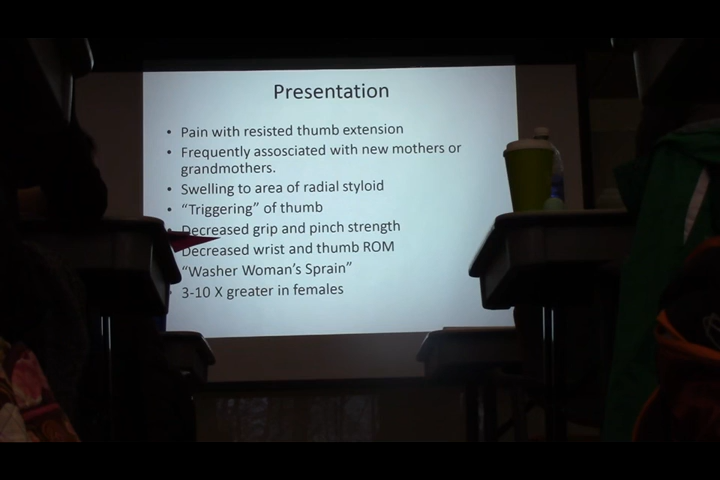 Presentation
• Pain with resisted thumb extension
• Frequently assosciated with new mothers or
grandmothers.
• Swelling to area of radial styloid
• “Triggering” of thumb
• Decreased grip and pinch strength
Decreased wrist and thumb ROM
“Washer Woman’s Sprain”
• 3-10 X greater in females